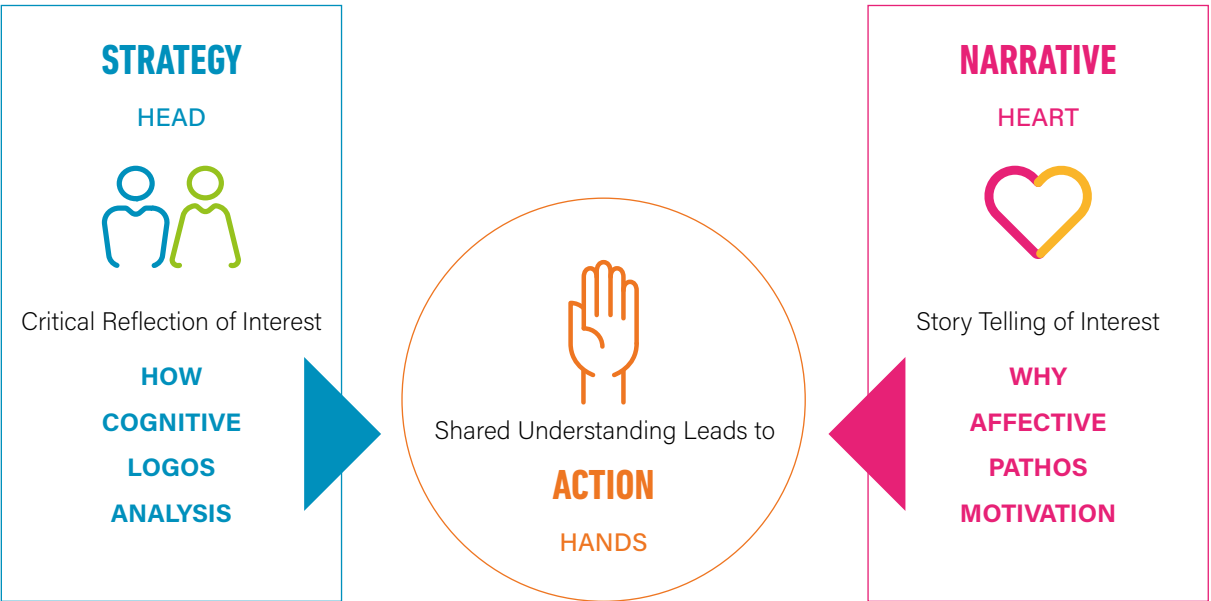 STRATEGY
HEAD
Critical Reflection of Interest
HOW
COGNITIVE
LOGOS
ANALYSIS
Shared Understanding Leads to
ACTION
HANDS
NARRATIVE
HEART
Story Telling of Interest
WHY
AFFECTIVE
PATHOS
MOTIVATION